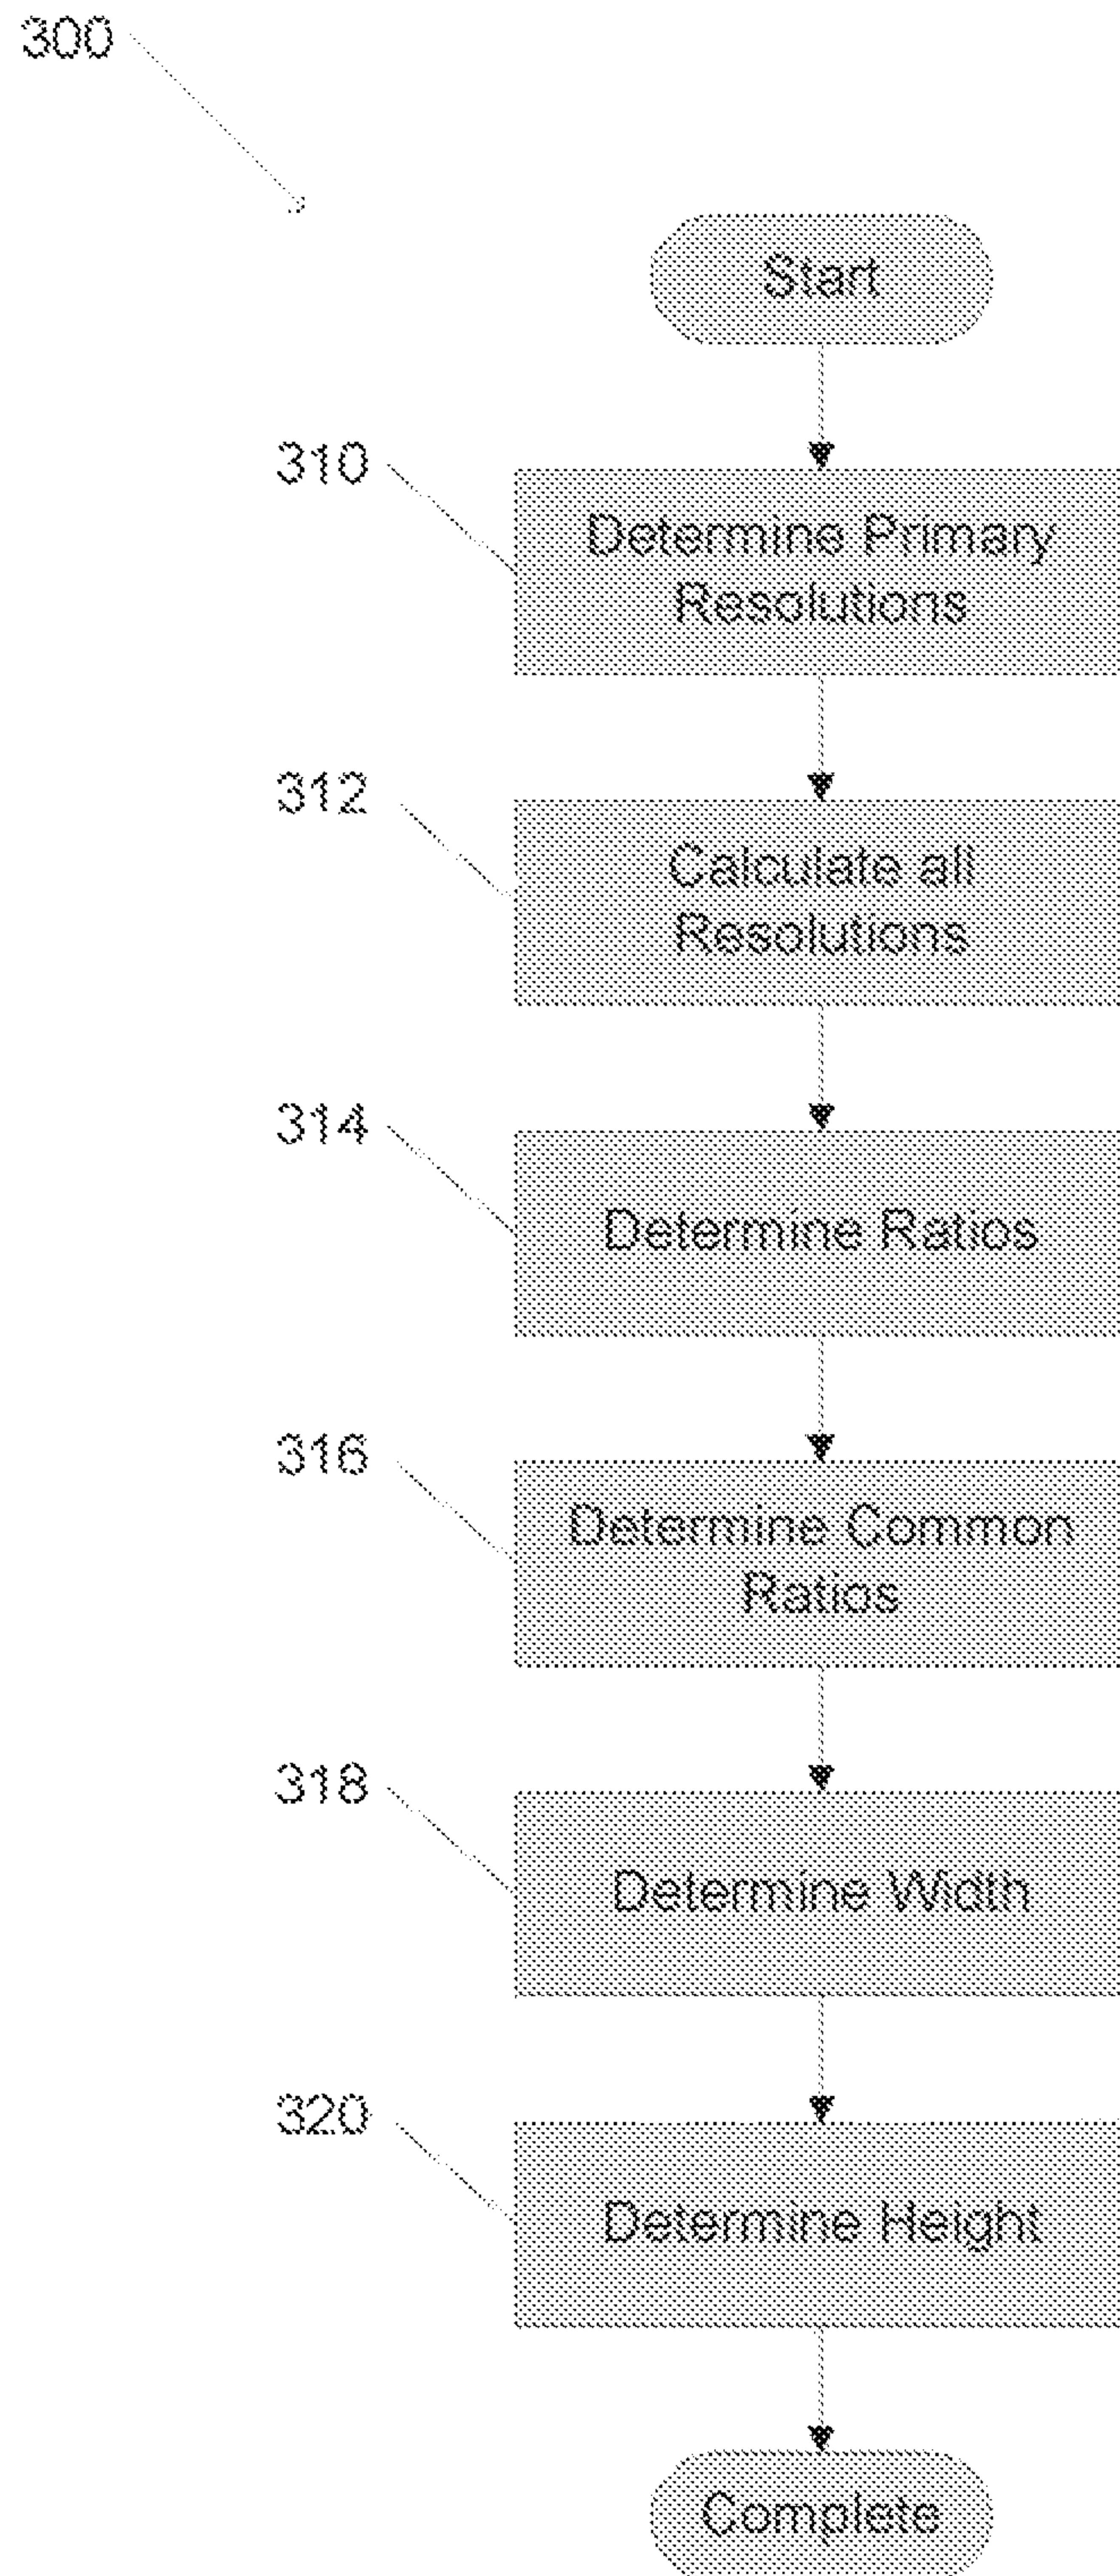 300
Start
310
Determine Primary
Resolutions
312
Calculate all
Resolutions
314
Determine Ratios
316
Determine Common
Ratios
318
Determine Width
320
Determine Height
Complete